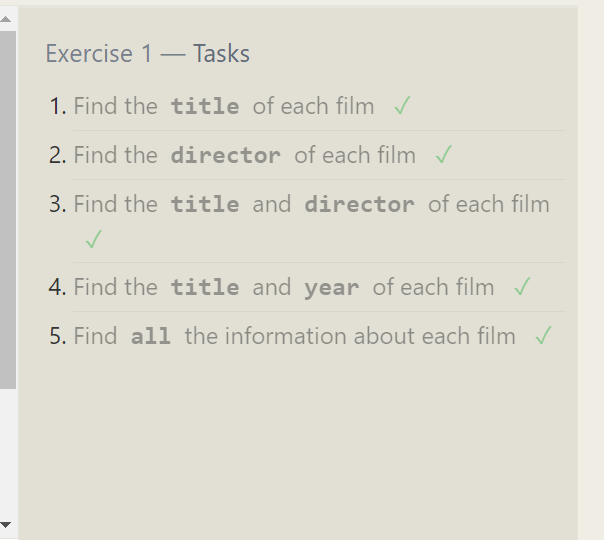 Exercise 1 — Tasks
1. Find the title of each film ✓
2. Find the director of each film ✓
3. Find the title and director of each film
✓
4. Find the title and year of each film ✓
5. Find all the information about each film ✓